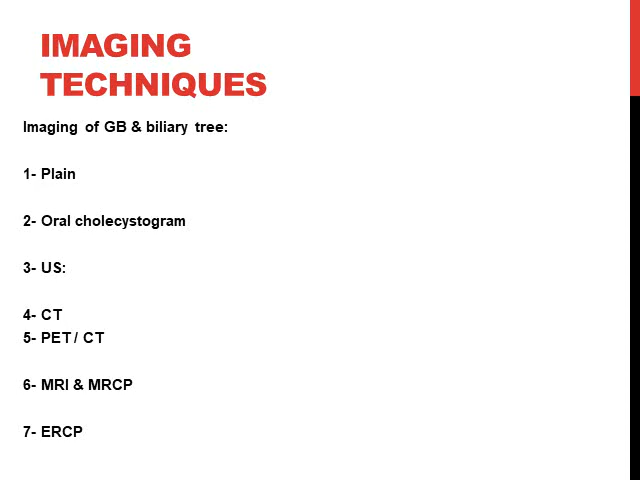 IMAGING
TECHNIQUES
Imaging of GB & biliary tree:
1- Plain
2- Oral cholecystogram
3- US:
4- CT
5- PET / CT
6- MRI & MRCP
7- ERCP